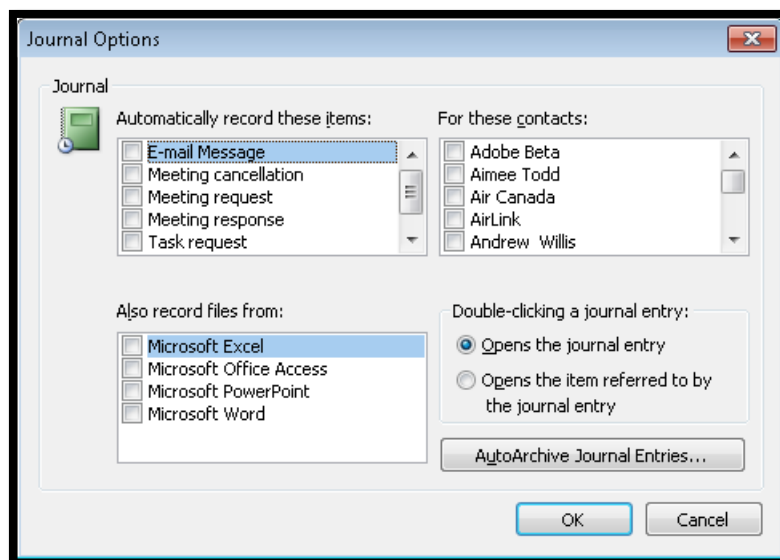 Journal Options
Journal
Automatically record these items:
E-mail Message
Meeting cancellation
Meeting request
Meeting response
Task request
For these contacts:
Adobe Beta
Aimee Todd
Air Canada
AirLink
Andrew Willis
Also record files from:
Microsoft Excel
Microsoft Office Access
Microsoft PowerPoint
Microsoft Word
Double-clicking a journal entry:
Opens the journal entry
Opens the item referred to by
the journal entry
AutoArchive Journal Entries...
OK
Cancel